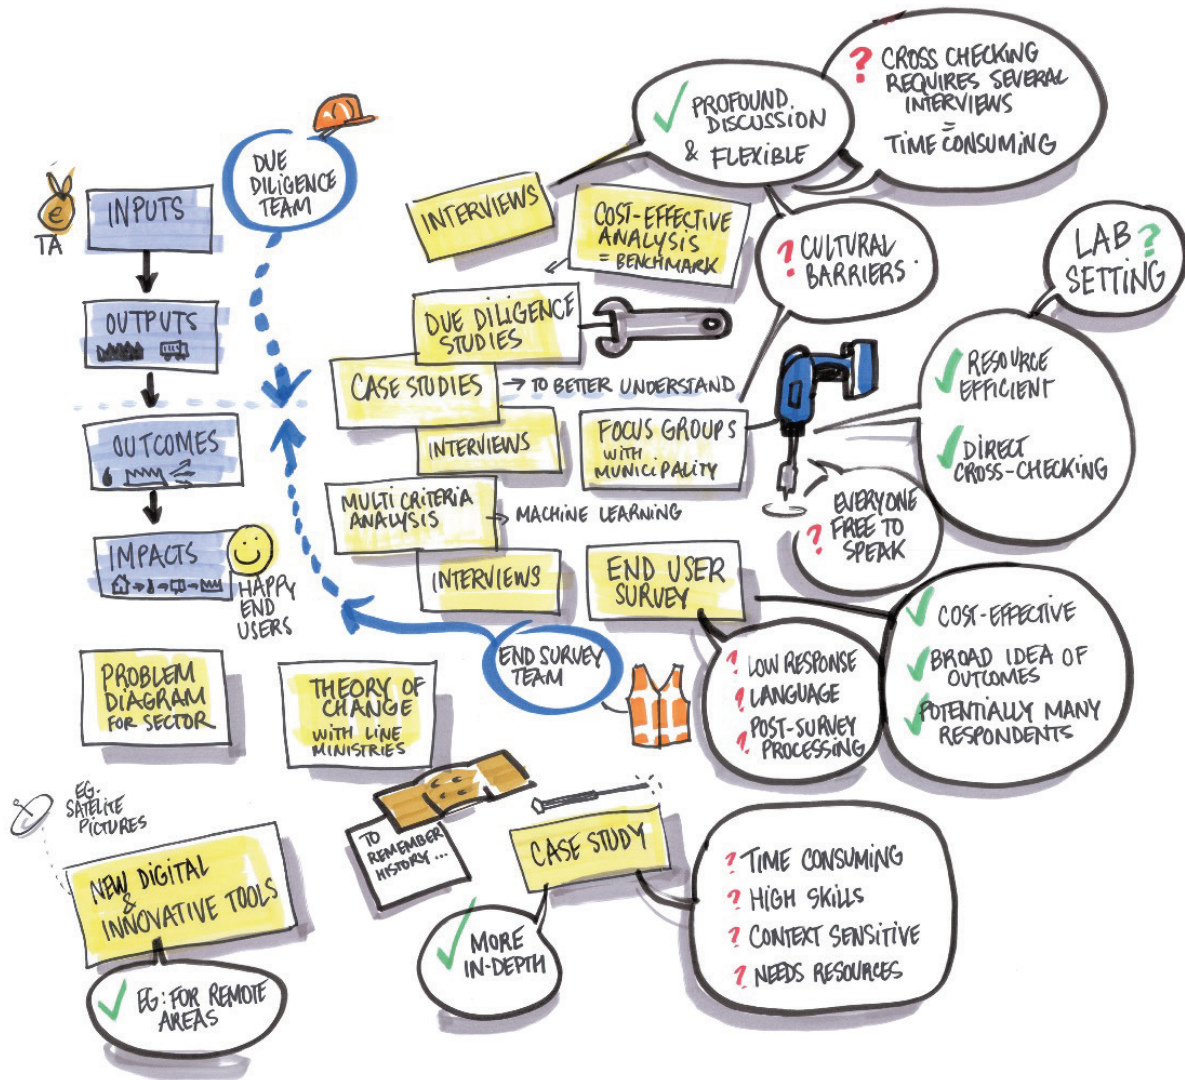 DUE
DILIGENCE
TEAM
e
TA
INPUTS
OUTPUTS
OUTCOMES
IMPACTS
HAPPY
END
USERS
INTERVIEWS
PROFOUND
DISCUSSION
& FLEXIBLE
? CROSS CHECKING
REQUIRES SEVERAL
INTERVIEWS
=
TIME CONSUMING
COST-EFFECTIVE
ANALYSIS
= BENCHMARK
? CULTURAL
BARRIERS.
LAB ?
SETTING
DUE DILIGENCE
STUDIES
CASE STUDIES
→ TO BETTER UNDERSTAND
INTERVIEWS
FOCUS GROUPS
WITH
MUNICIPALITY
RESOURCE
EFFICIENT
DIRECT
CROSS-CHECKING
MULTI CRITERIA
ANALYSIS
→ MACHINE LEARNING
EVERYONE
FREE TO
? SPEAK
INTERVIEWS
END USER
SURVEY
COST-EFFECTIVE
BROAD IDEA OF
OUTCOMES
POTENTIALLY MANY
RESPONDENTS
END SURVEY
TEAM
? LOW RESPONSE
? LANGUAGE
? POST-SURVEY
PROCESSING
PROBLEM
DIAGRAM
FOR SECTOR
THEORY OF
CHANGE
WITH LINE
MINISTRIES
EG.
SATELITE
PICTURES
NEW DIGITAL
&
INNOVATIVE TOOLS
EG: FOR REMOTE
AREAS
TO
REMEMBER
HISTORY...
CASE STUDY
MORE
IN-DEPTH
? TIME CONSUMING
? HIGH SKILLS
? CONTEXT SENSITIVE
? NEEDS RESOURCES